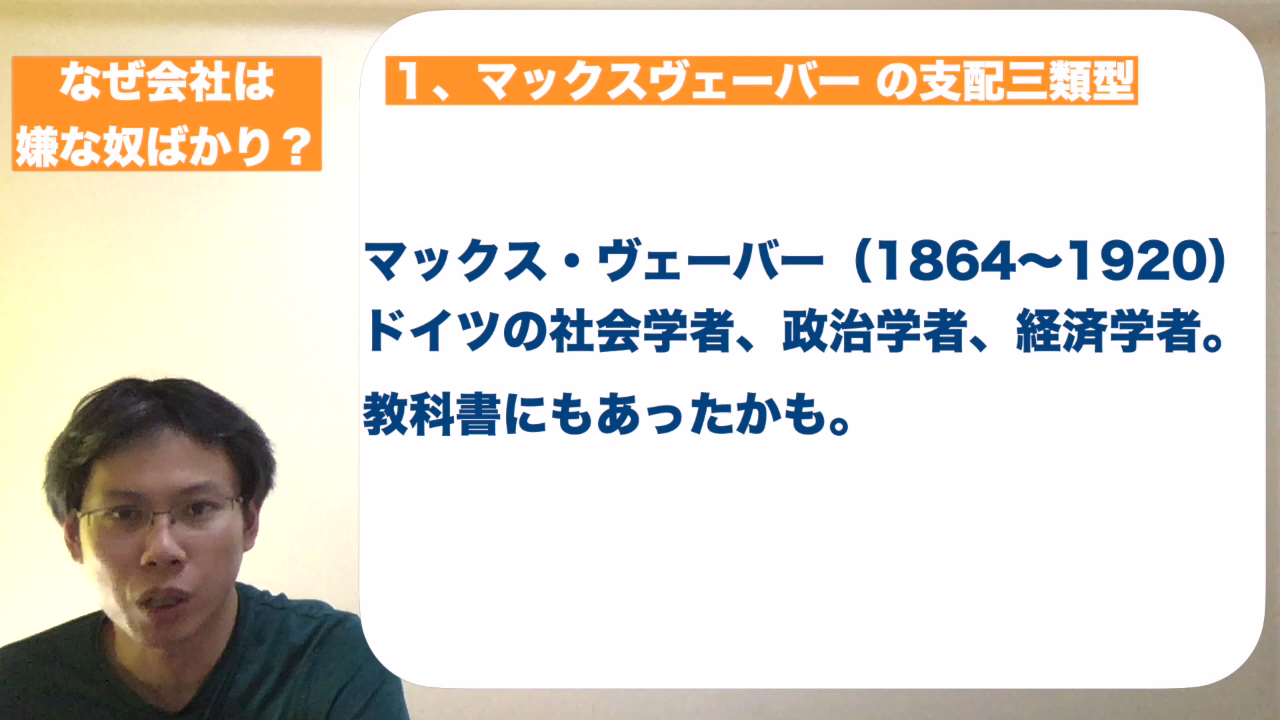 なぜ会社は
嫌な奴ばかり？
１、マックスヴェーバー の支配三類型
マックス・ヴェーバー（1864〜1920）
ドイツの社会学者、政治学者、経済学者。
教科書にもあったかも。